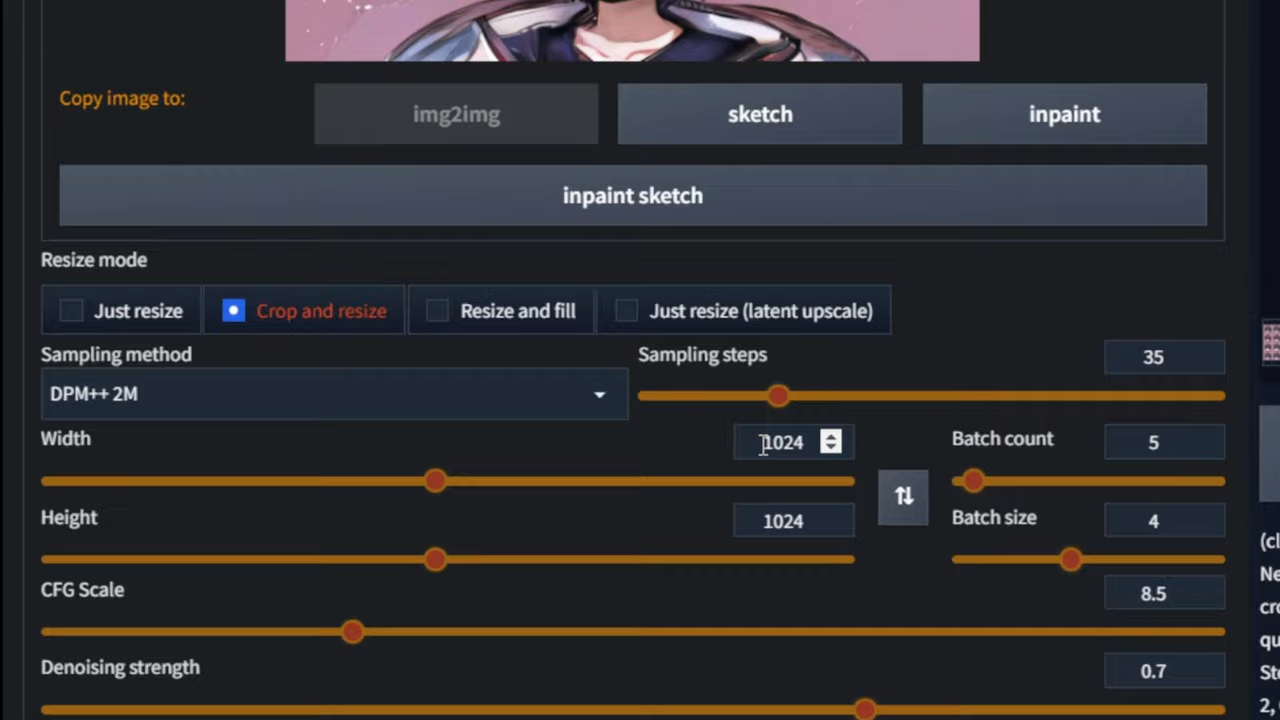 Copy image to:
img2img
sketch
inpaint
inpaint sketch
Resize mode
Just resize
Crop and resize
Resize and fill
Just resize (latent upscale)
Sampling method
Sampling steps
35
DPM++ 2M
Width
1024
Batch count
5
Height
1024
Batch size
4
CFG Scale
8.5
Denoising strength
0.7
2,